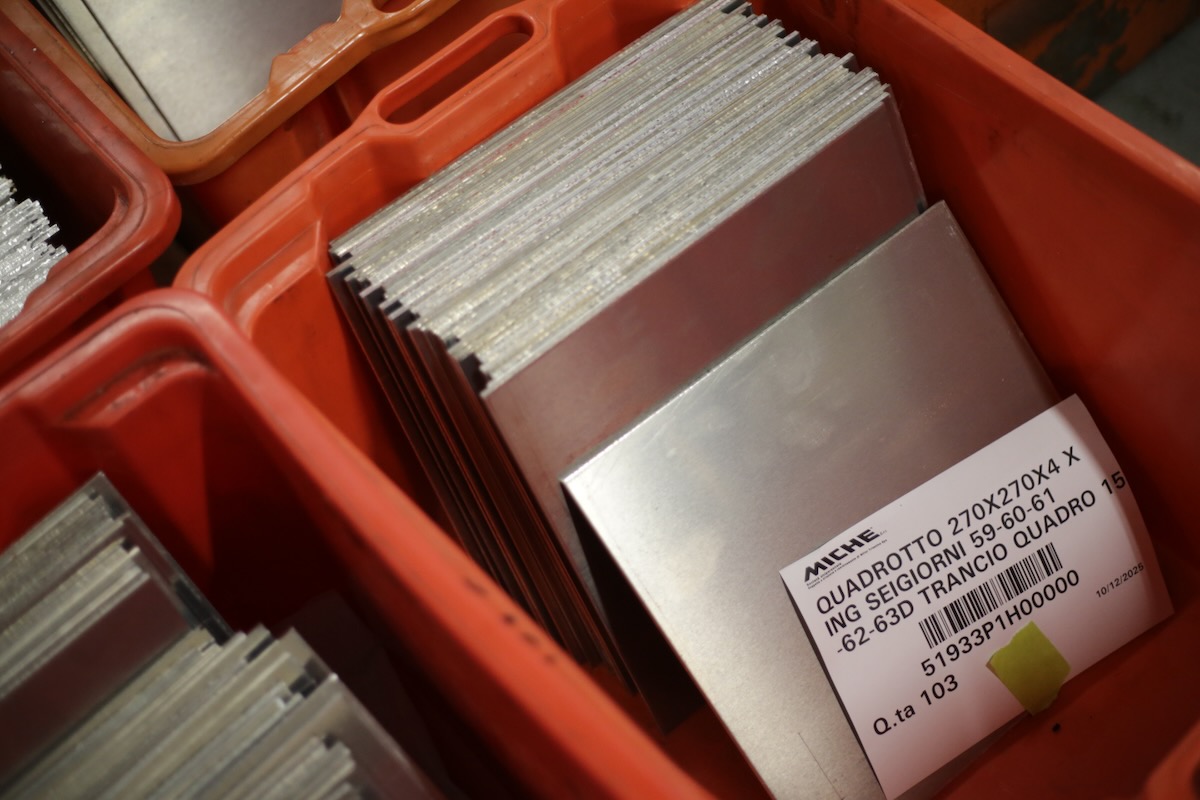 MICHE
QUADROTTO 270X270X4 X
ING SEIGIORNI 59-60-61
-62-63D TRANCIO QUADRO 15
51933P1H00000
10/12/2025
Q.ta 103